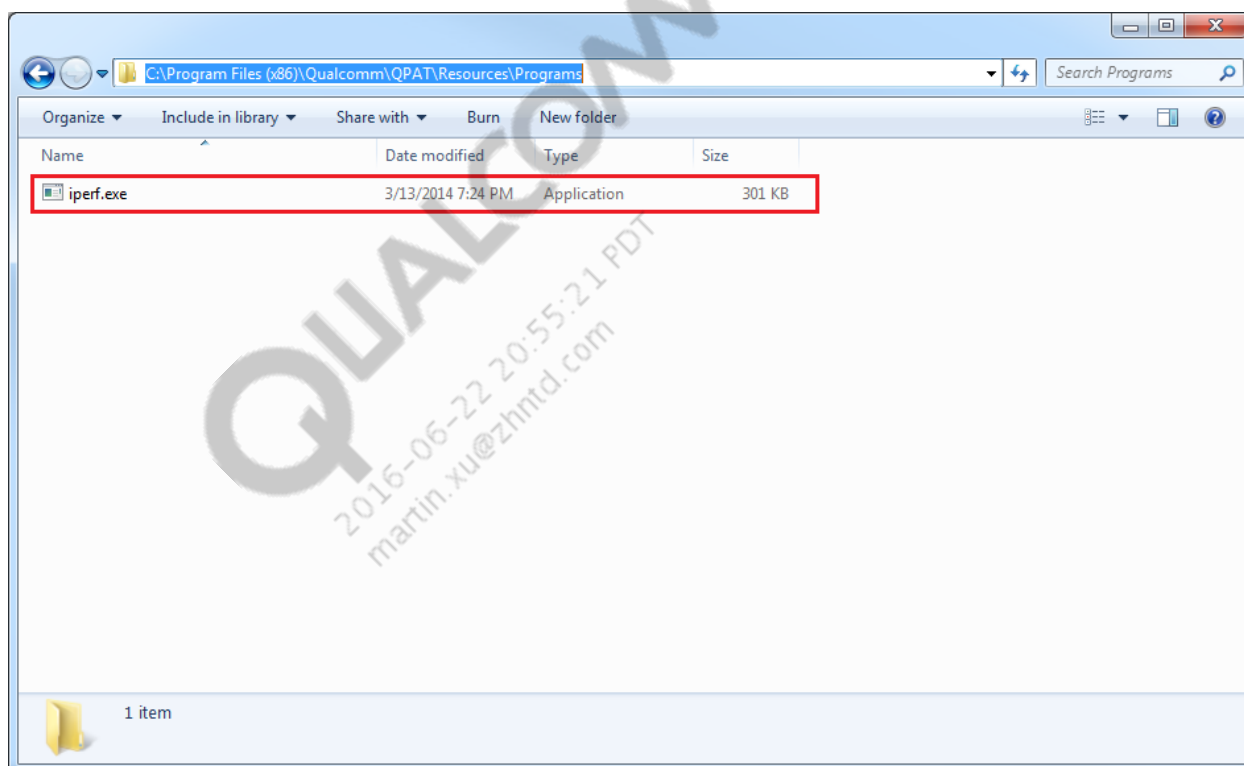 C:\Program Files (x86)\Qualcomm\QPAT\Resources\Programs
Search Programs
Organize
Include in library
Share with
Burn
New folder
Name
Date modified
Type
Size
iperf.exe
3/13/2014 7:24 PM
Application
301 KB
QUALCOMM
2016-06-22 20:55:21 PDT
martin.xu@zhntd.com
1 item